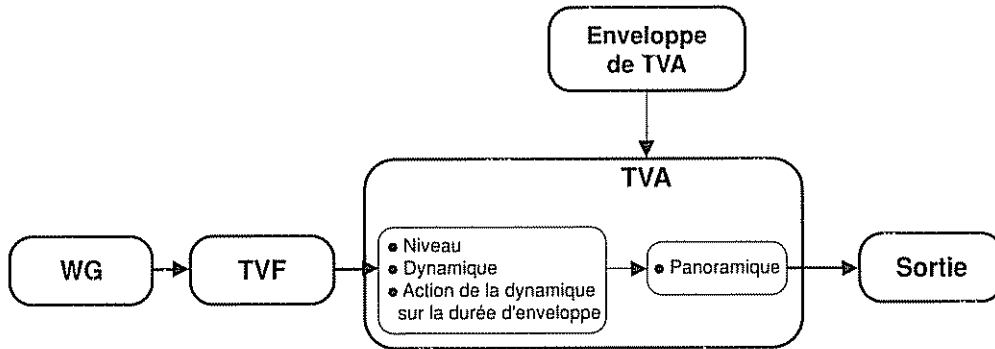 Enveloppe
de TVA
TVA
WG
TVF
• Niveau
• Dynamique
• Action de la dynamique
sur la durée d'enveloppe
• Panoramique
Sortie